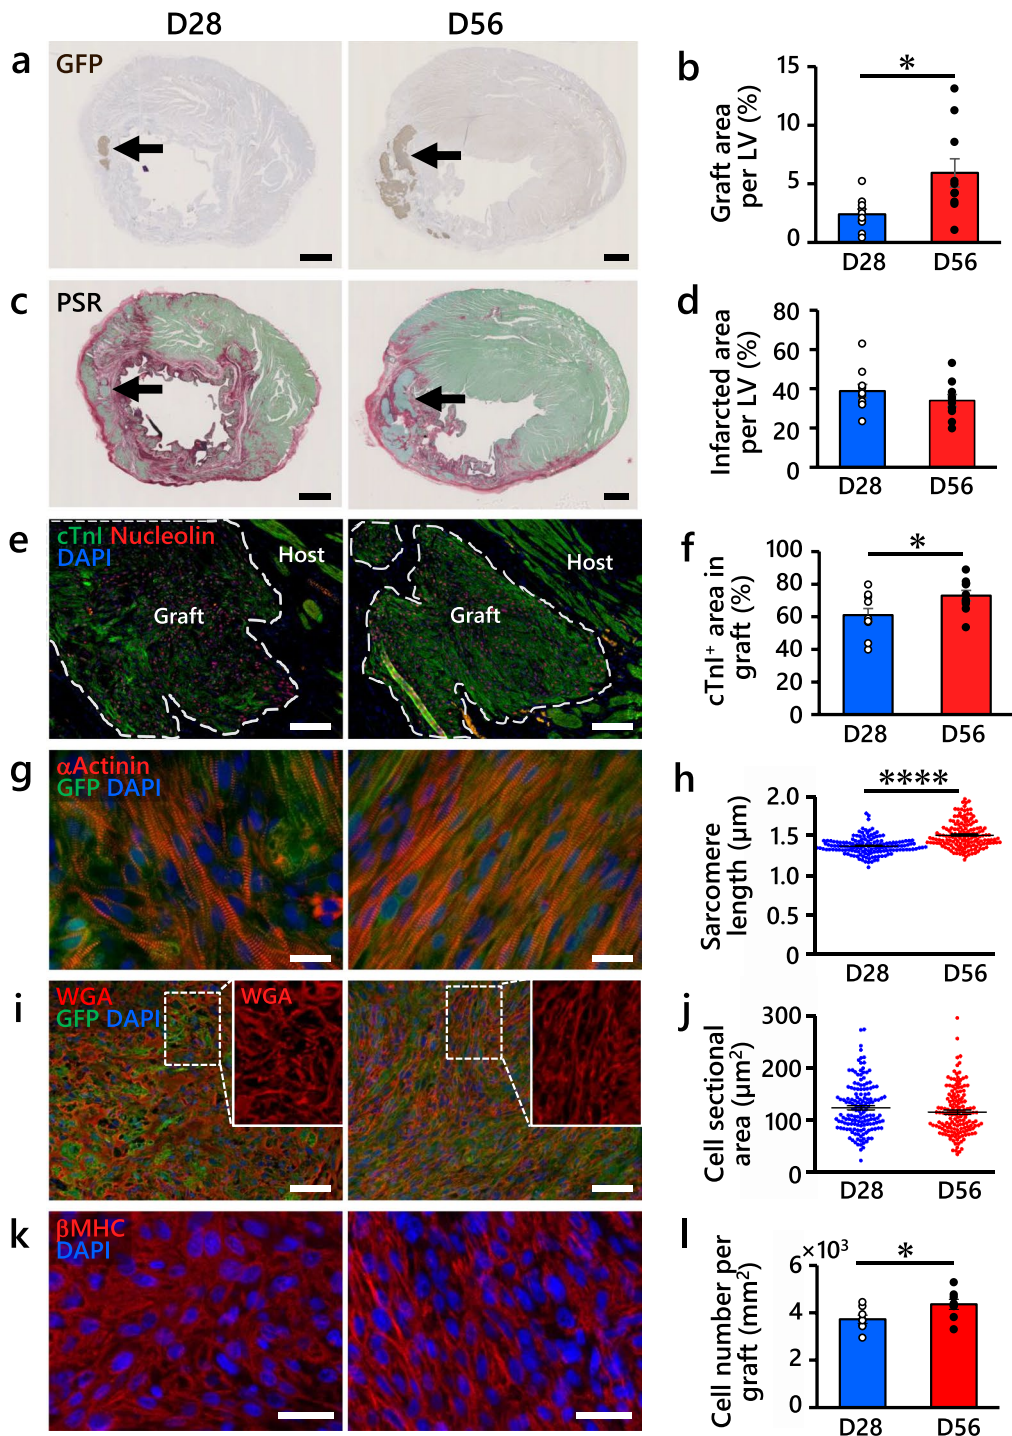 D28
D56
a
GFP
b
Graft area
per LV (%)
15
10
5
0
*
D28
D56
c
PSR
d
Infarcted area
per LV (%)
80
60
40
20
0
D28
D56
e
cTnI Nucleolin
DAPI
Host
Graft
Host
Graft
f
cTnI⁺ area in
graft (%)
100
80
60
40
20
0
*
D28
D56
g
αActinin
GFP DAPI
h
Sarcomere
length (μm)
2.0
1.5
1.0
0.5
0
****
D28
D56
i
WGA
GFP DAPI
WGA
j
Cell sectional
area (μm²)
300
200
100
0
D28
D56
k
βMHC
DAPI
l
Cell number per
graft (mm²)
×10³
6
4
2
0
*
D28
D56